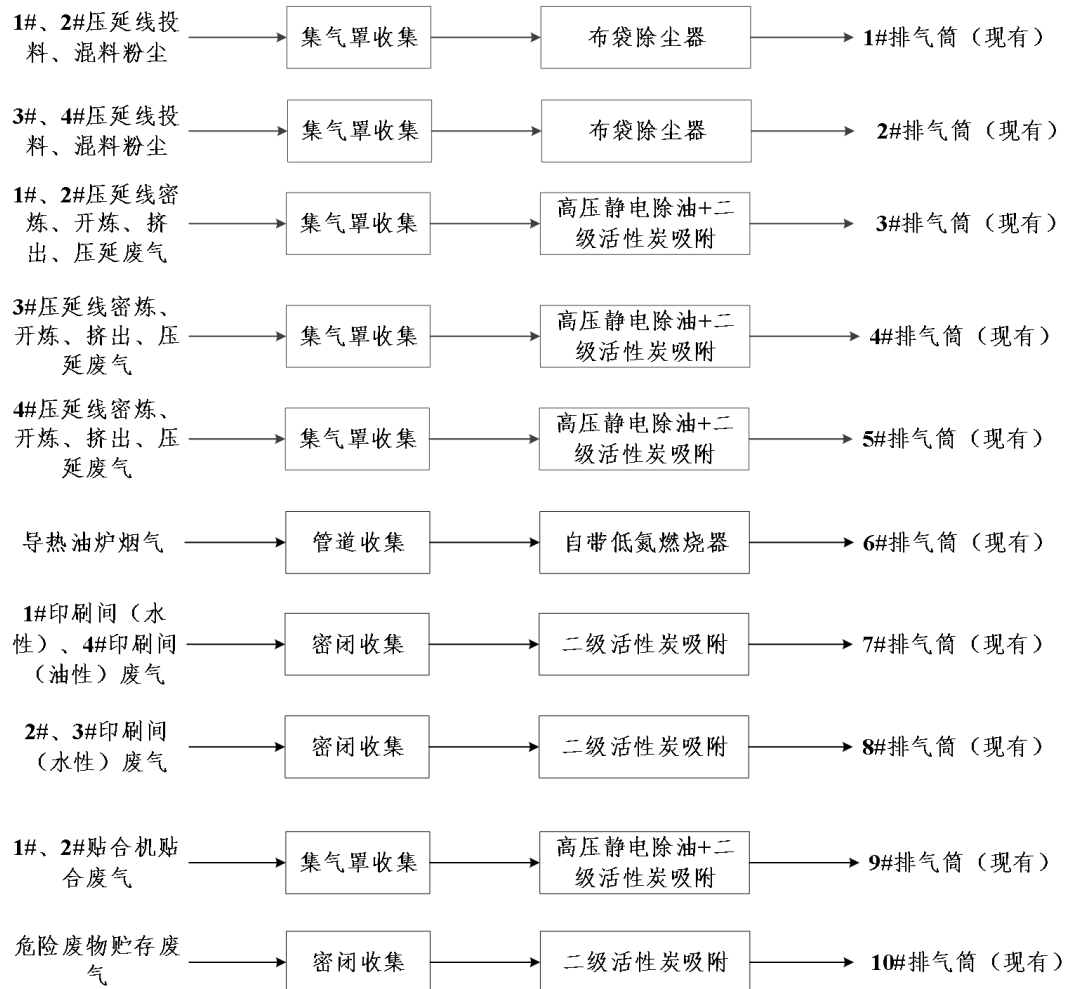 1#、2#压延线投
料、混料粉尘
集气罩收集
布袋除尘器
1#排气筒（现有）
3#、4#压延线投
料、混料粉尘
集气罩收集
布袋除尘器
2#排气筒（现有）
1#、2#压延线密
炼、开炼、挤
出、压延废气
集气罩收集
高压静电除油+二
级活性炭吸附
3#排气筒（现有）
3#压延线密炼、
开炼、挤出、压
延废气
集气罩收集
高压静电除油+二
级活性炭吸附
4#排气筒（现有）
4#压延线密炼、
开炼、挤出、压
延废气
集气罩收集
高压静电除油+二
级活性炭吸附
5#排气筒（现有）
导热油炉烟气
管道收集
自带低氮燃烧器
6#排气筒（现有）
1#印刷间（水
性）、4#印刷间
（油性）废气
密闭收集
二级活性炭吸附
7#排气筒（现有）
2#、3#印刷间
（水性）废气
密闭收集
二级活性炭吸附
8#排气筒（现有）
1#、2#贴合机贴
合废气
集气罩收集
高压静电除油+二
级活性炭吸附
9#排气筒（现有）
危险废物贮存废
气
密闭收集
二级活性炭吸附
10#排气筒（现有）